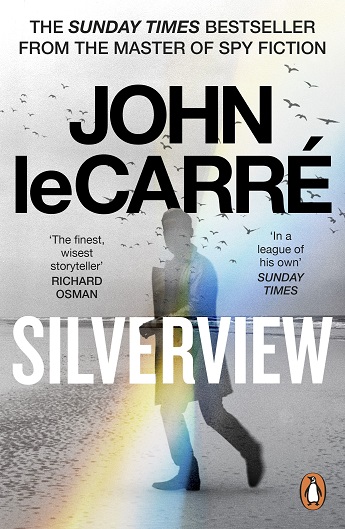 THE SUNDAY TIMES BESTSELLER
FROM THE MASTER OF SPY FICTION
JOHN
leCARRÉ
'The finest,
wisest
storyteller'
RICHARD
OSMAN
'In a
league of
his own'
SUNDAY
TIMES
SILVERVIEW